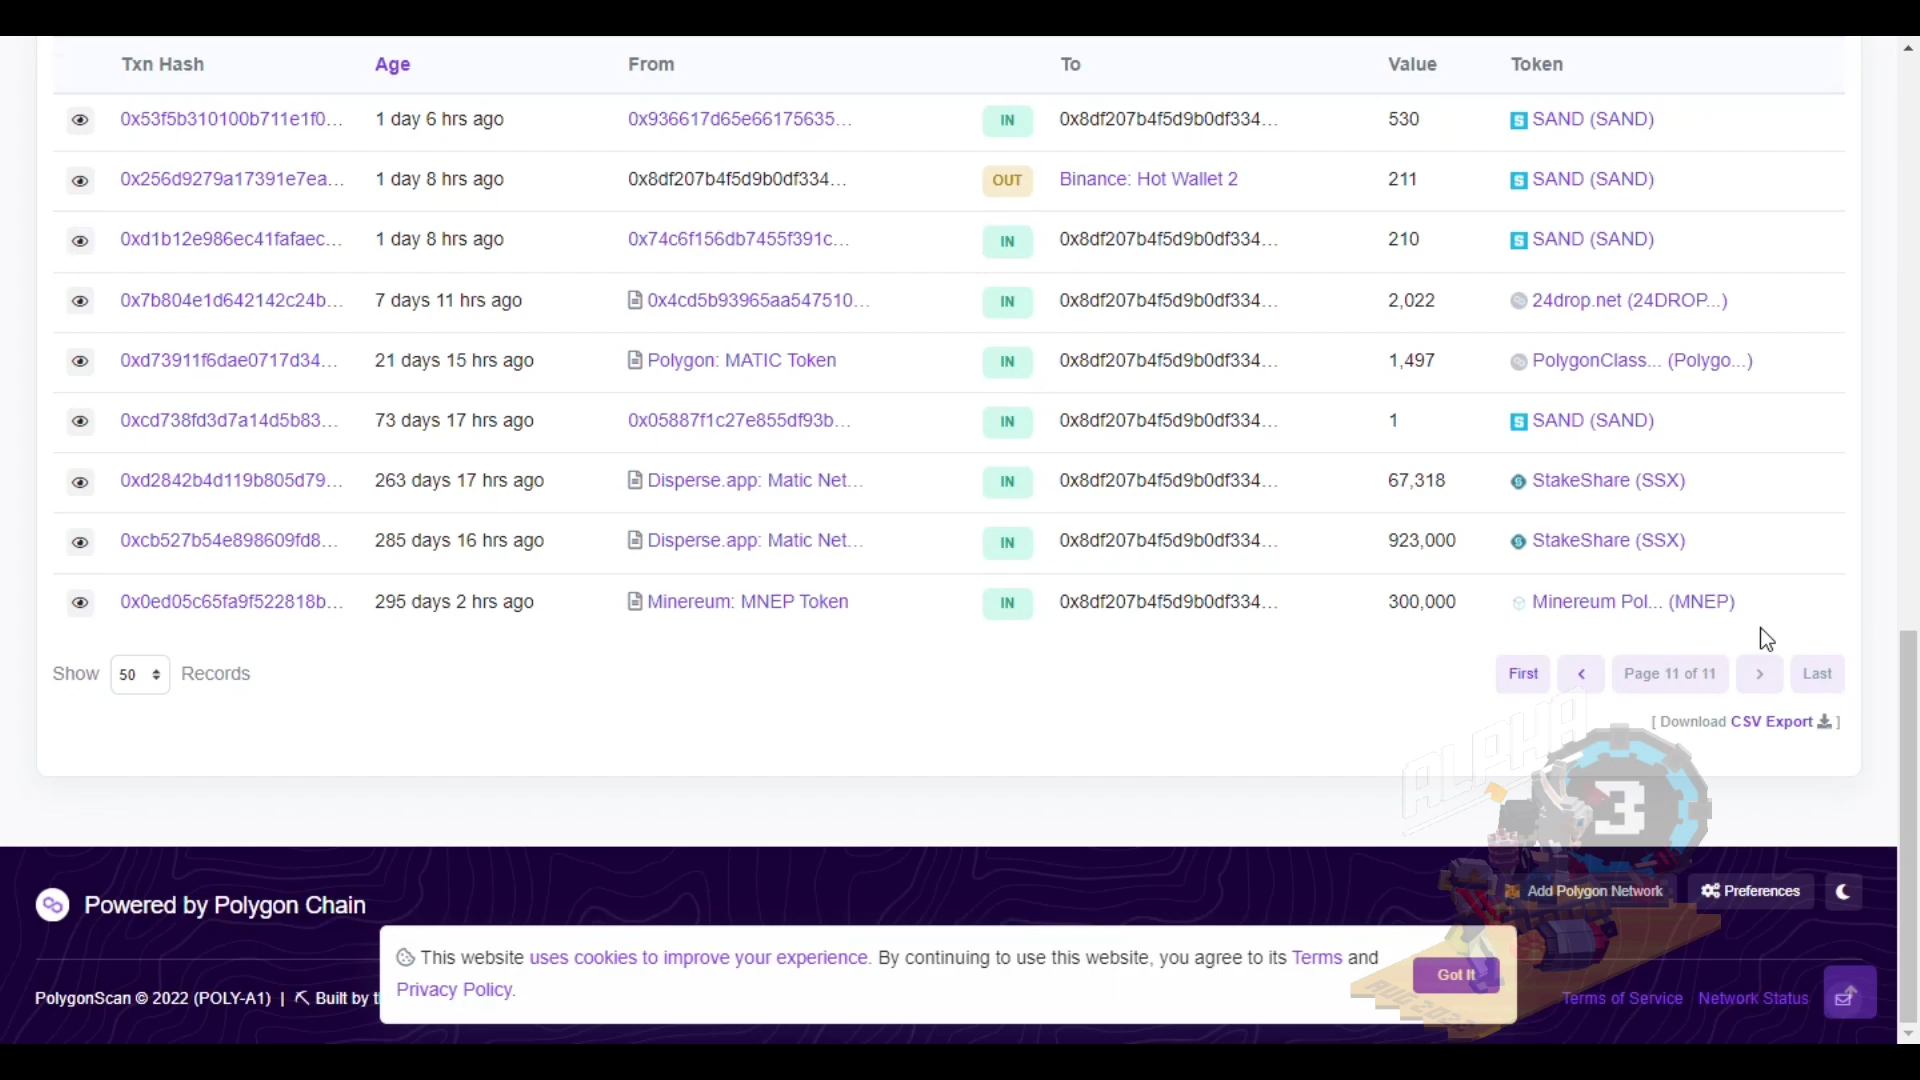 Txn Hash Age From To Value Token
0x53f5b310100b711e1f0... 1 day 6 hrs ago 0x936617d65e66175635... IN 0x8df207b4f5d9b0df334... 530 SAND (SAND)
0x256d9279a17391e7ea... 1 day 8 hrs ago 0x8df207b4f5d9b0df334... OUT Binance: Hot Wallet 2 211 SAND (SAND)
0xd1b12e986ec41fafaec... 1 day 8 hrs ago 0x74c6f156db7455f391c... IN 0x8df207b4f5d9b0df334... 210 SAND (SAND)
0x7b804e1d642142c24b... 7 days 11 hrs ago 0x4cd5b93965aa547510... IN 0x8df207b4f5d9b0df334... 2,022 24drop.net (24DROP...)
0xd73911f6dae0717d34... 21 days 15 hrs ago Polygon: MATIC Token IN 0x8df207b4f5d9b0df334... 1,497 PolygonClass... (Polygo...)
0xcd738fd3d7a14d5b83... 73 days 17 hrs ago 0x05887f1c27e855df93b... IN 0x8df207b4f5d9b0df334... 1 SAND (SAND)
0xd2842b4d119b805d79... 263 days 17 hrs ago Disperse.app: Matic Net... IN 0x8df207b4f5d9b0df334... 67,318 StakeShare (SSX)
0xcb527b54e898609fd8... 285 days 16 hrs ago Disperse.app: Matic Net... IN 0x8df207b4f5d9b0df334... 923,000 StakeShare (SSX)
0x0ed05c65fa9f522818b... 295 days 2 hrs ago Minereum: MNEP Token IN 0x8df207b4f5d9b0df334... 300,000 Minereum Pol... (MNEP)
Show 50 Records First Page 11 of 11 Last
[ Download CSV Export ]
ALPHA
3
Powered by Polygon Chain Add Polygon Network Preferences
This website uses cookies to improve your experience. By continuing to use this website, you agree to its Terms and
Privacy Policy.
Got It
PolygonScan © 2022 (POLY-A1) | Built by t Terms of Service Network Status
AUG 2022